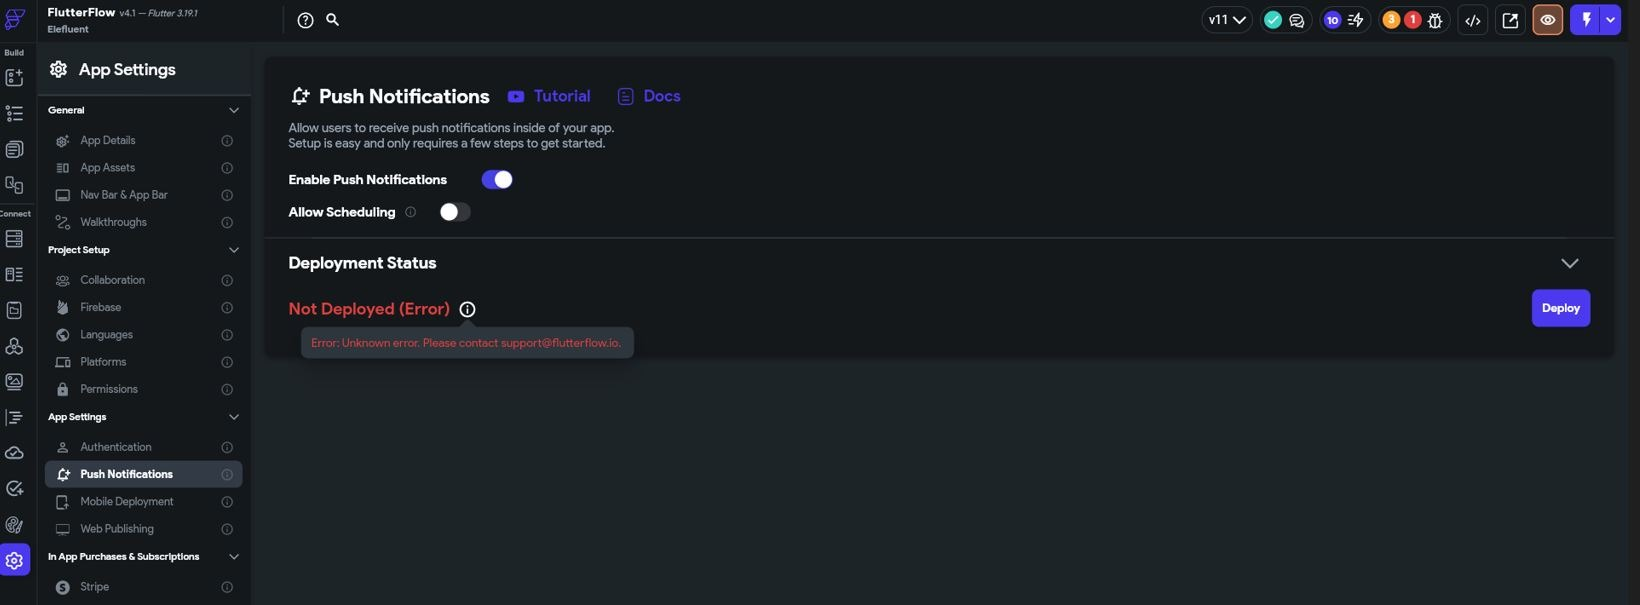 FlutterFlow v4.1 — Flutter 3.19.1
Elefluent
v11
10
3
1
Build
Connect
App Settings
General
App Details
App Assets
Nav Bar & App Bar
Walkthroughs
Project Setup
Collaboration
Firebase
Languages
Platforms
Permissions
App Settings
Authentication
Push Notifications
Mobile Deployment
Web Publishing
In App Purchases & Subscriptions
Stripe
Push Notifications
Tutorial
Docs
Allow users to receive push notifications inside of your app.
Setup is easy and only requires a few steps to get started.
Enable Push Notifications
Allow Scheduling
Deployment Status
Not Deployed (Error)
Deploy
Error: Unknown error. Please contact support@flutterflow.io.